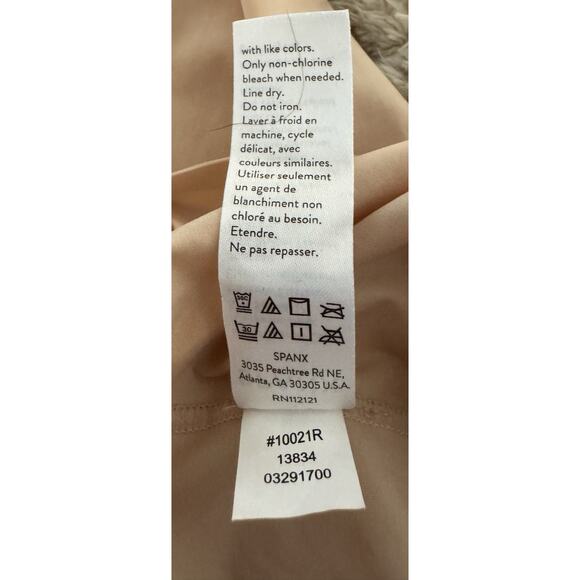 with like colors.
Only non-chlorine
bleach when needed.
Line dry.
Do not iron.
Laver à froid en
machine, cycle
délicat, avec
couleurs similaires.
Utiliser seulement
un agent de
blanchiment non
chloré au besoin.
Etendre.
Ne pas repasser.
30
SPANX
3035 Peachtree Rd NE,
Atlanta, GA 30305 U.S.A.
RN112121
#10021R
13834
03291700